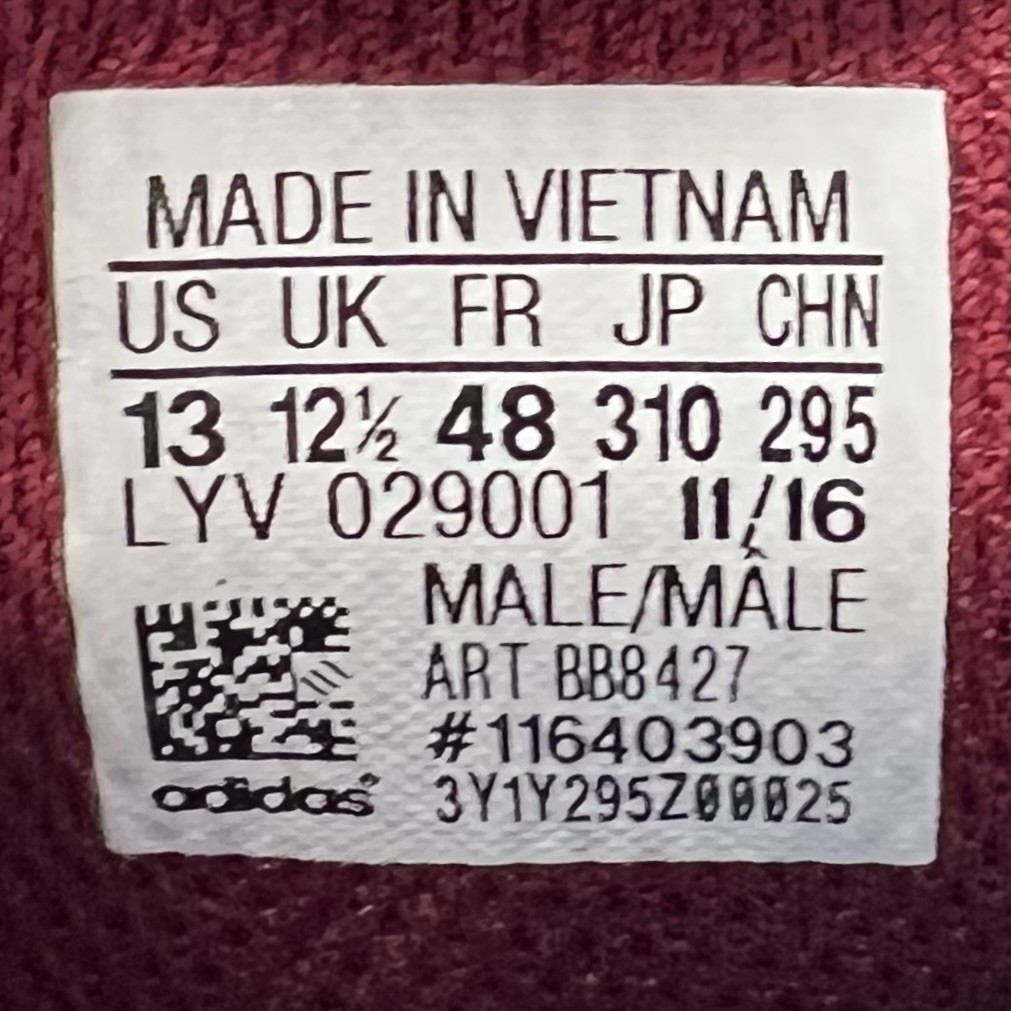 MADE IN VIETNAM
US UK FR JP CHN
13 12½ 48 310 295
LYV 029001 11/16
MALE/MÂLE
ART BB8427
#116403903
adidas® 3Y1Y295Z00025